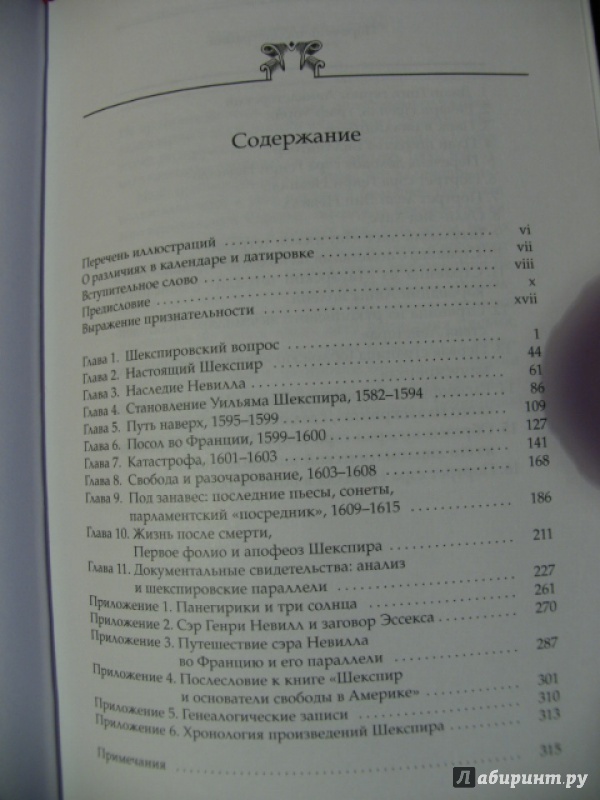 Содержание
Перечень иллюстраций ........ vi
О различиях в календаре и датировке ........ vii
Вступительное слово ........ viii
Предисловие ........ x
Выражение признательности ........ xvii
Глава 1. Шекспировский вопрос ........ 1
Глава 2. Настоящий Шекспир ........ 44
Глава 3. Наследие Невилла ........ 61
Глава 4. Становление Уильяма Шекспира, 1582–1594 ........ 86
Глава 5. Путь наверх, 1595–1599 ........ 109
Глава 6. Посол во Франции, 1599–1600 ........ 127
Глава 7. Катастрофа, 1601–1603 ........ 141
Глава 8. Свобода и разочарование, 1603–1608 ........ 168
Глава 9. Под занавес: последние пьесы, сонеты,
парламентский «посредник», 1609–1615 ........ 186
Глава 10. Жизнь после смерти,
Первое фолио и апофеоз Шекспира ........ 211
Глава 11. Документальные свидетельства: анализ
и шекспировские параллели ........ 227
Приложение 1. Панегирики и три солнца ........ 261
Приложение 2. Сэр Генри Невилл и заговор Эссекса ........ 270
Приложение 3. Путешествие сэра Невилла
во Францию и его параллели ........ 287
Приложение 4. Послесловие к книге «Шекспир
и основатели свободы в Америке» ........ 301
Приложение 5. Генеалогические записи ........ 310
Приложение 6. Хронология произведений Шекспира ........ 313
Примечания ........ 315
Лабиринт.ру